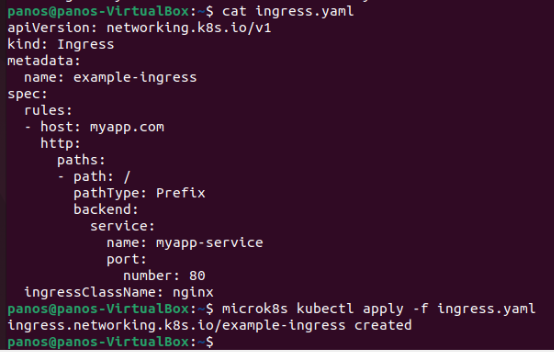 panos@panos-VirtualBox:~$ cat ingress.yaml
apiVersion: networking.k8s.io/v1
kind: Ingress
metadata:
  name: example-ingress
spec:
  rules:
  - host: myapp.com
    http:
      paths:
      - path: /
        pathType: Prefix
        backend:
          service:
            name: myapp-service
            port:
              number: 80
  ingressClassName: nginx
panos@panos-VirtualBox:~$ microk8s kubectl apply -f ingress.yaml
ingress.networking.k8s.io/example-ingress created
panos@panos-VirtualBox:~$